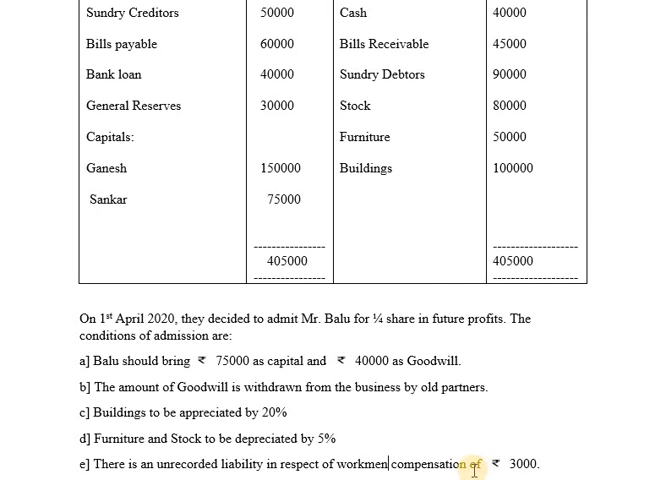 Sundry Creditors 50000 Cash 40000
Bills payable 60000 Bills Receivable 45000
Bank loan 40000 Sundry Debtors 90000
General Reserves 30000 Stock 80000
Capitals: Furniture 50000
Ganesh 150000 Buildings 100000
Sankar 75000
---------------- -------------------
405000 405000
---------------- -------------------
On 1st April 2020, they decided to admit Mr. Balu for ¼ share in future profits. The
conditions of admission are:
a] Balu should bring ₹ 75000 as capital and ₹ 40000 as Goodwill.
b] The amount of Goodwill is withdrawn from the business by old partners.
c] Buildings to be appreciated by 20%
d] Furniture and Stock to be depreciated by 5%
e] There is an unrecorded liability in respect of workmen compensation of ₹ 3000.